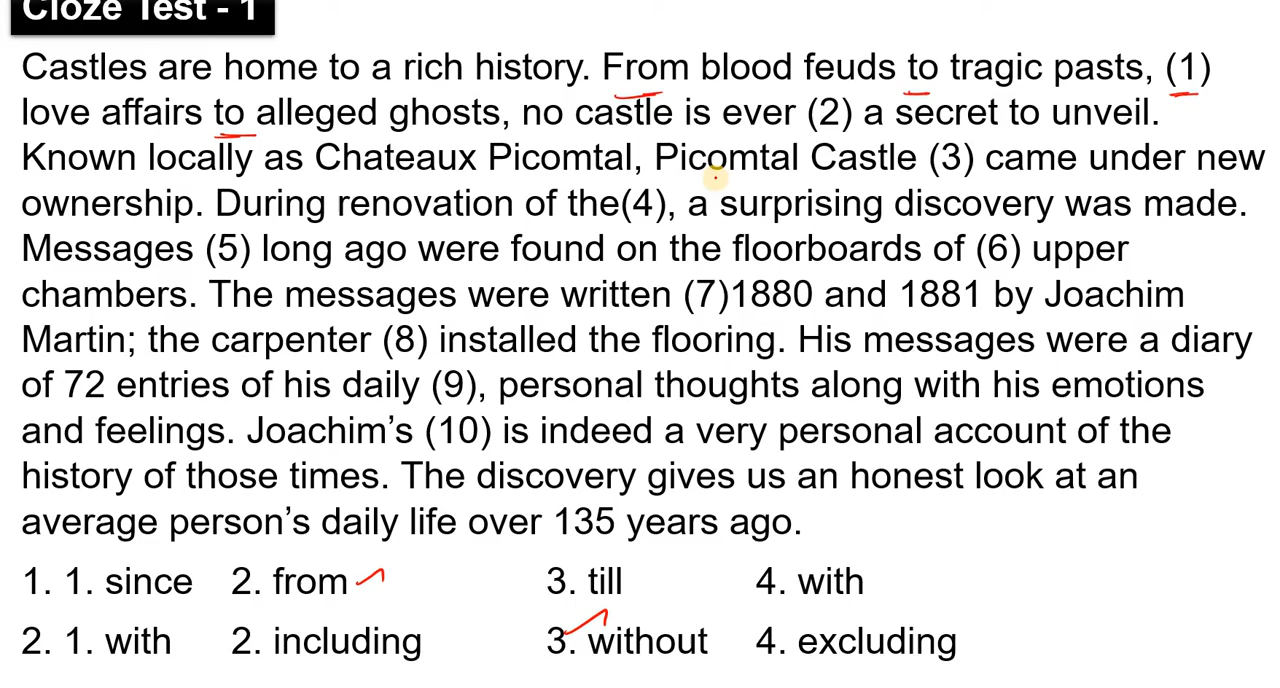 Cloze Test - 1
Castles are home to a rich history. From blood feuds to tragic pasts, (1)
love affairs to alleged ghosts, no castle is ever (2) a secret to unveil.
Known locally as Chateaux Picomtal, Picomtal Castle (3) came under new
ownership. During renovation of the(4), a surprising discovery was made.
Messages (5) long ago were found on the floorboards of (6) upper
chambers. The messages were written (7)1880 and 1881 by Joachim
Martin; the carpenter (8) installed the flooring. His messages were a diary
of 72 entries of his daily (9), personal thoughts along with his emotions
and feelings. Joachim’s (10) is indeed a very personal account of the
history of those times. The discovery gives us an honest look at an
average person’s daily life over 135 years ago.
1. 1. since 2. from 3. till 4. with
2. 1. with 2. including 3. without 4. excluding